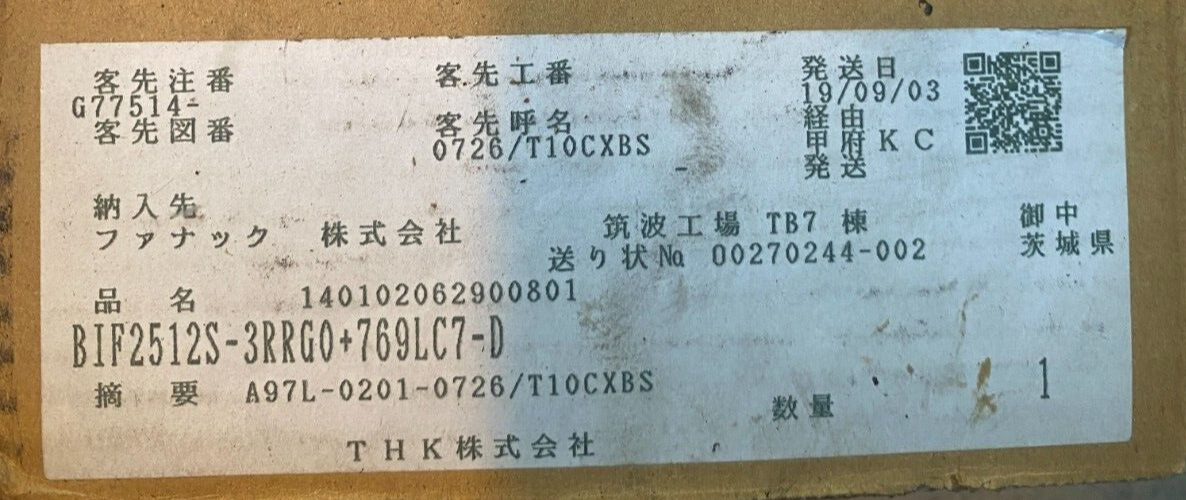 客先注番 客先工番 発送日
G77514- 19/09/03
客先図番 客先呼名 経由
0726/T10CXBS 甲府KC
発送
納入先
ファナック 株式会社 筑波工場 TB7 棟 御中
送り状No 00270244-002 茨城県
品名 140102062900801
BIF2512S-3RRG0+769LC7-D
摘要 A97L-0201-0726/T10CXBS
数量 1
THK株式会社